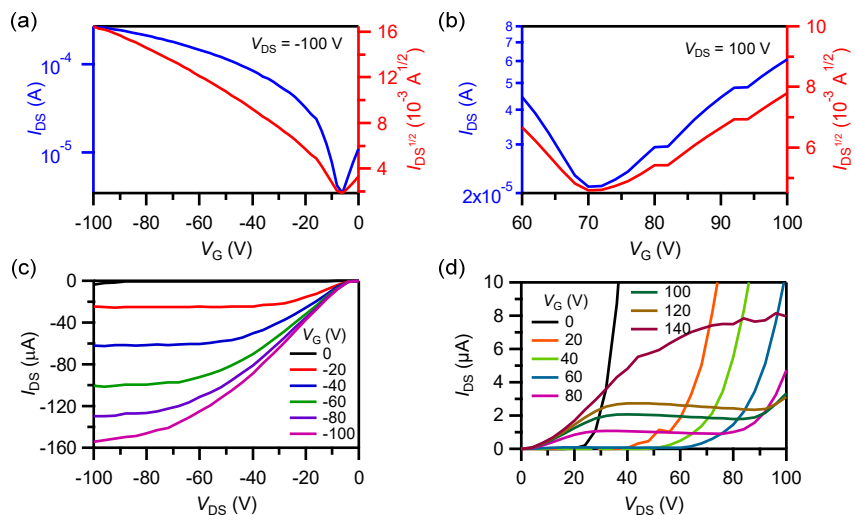 (a)
V_DS = -100 V
10^-4
10^-5
I_DS (A)
16
12
8
4
I_DS^1/2 (10^-3 A^1/2)
-100 -80 -60 -40 -20 0
V_G (V)
(b)
V_DS = 100 V
8
7
6
5
4
3
2x10^-5
I_DS (A)
10
8
6
I_DS^1/2 (10^-3 A^1/2)
60 70 80 90 100
V_G (V)
(c)
0
-40
-80
-120
-160
I_DS (µA)
V_G (V)
0
-20
-40
-60
-80
-100
-100 -80 -60 -40 -20 0
V_DS (V)
(d)
10
8
6
4
2
0
I_DS (µA)
V_G (V)
0
20
40
60
80
100
120
140
0 20 40 60 80 100
V_DS (V)